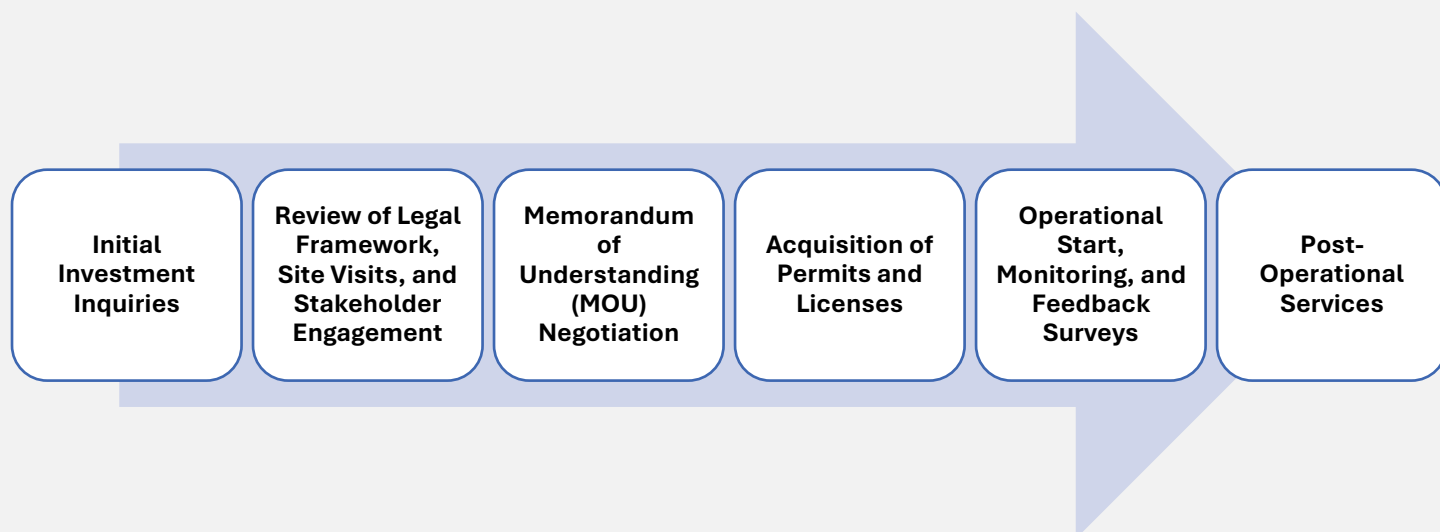 Initial
Investment
Inquiries
Review of Legal
Framework,
Site Visits, and
Stakeholder
Engagement
Memorandum
of
Understanding
(MOU)
Negotiation
Acquisition of
Permits and
Licenses
Operational
Start,
Monitoring, and
Feedback
Surveys
Post-
Operational
Services